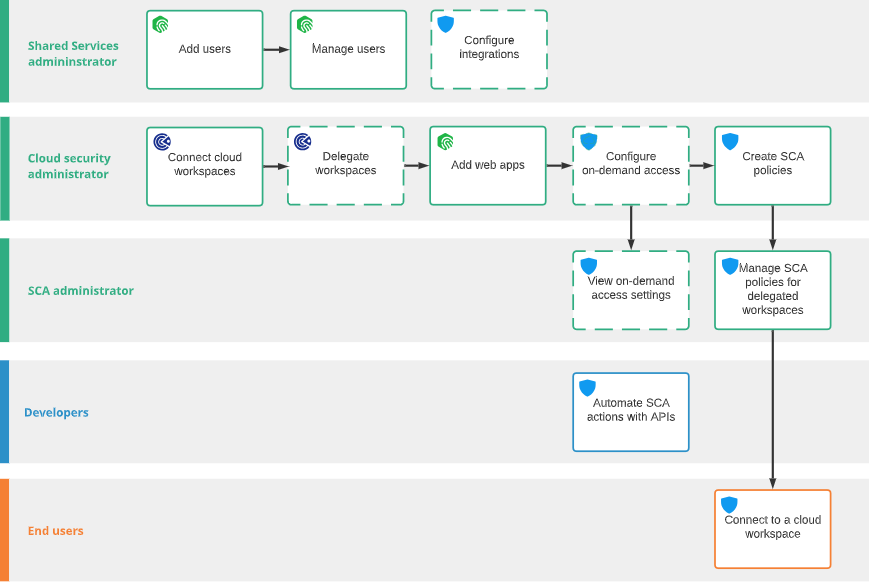 Shared Services
admininstrator
Add users
Manage users
Configure
integrations
Cloud security
administrator
Connect cloud
workspaces
Delegate
workspaces
Add web apps
Configure
on-demand access
Create SCA
policies
SCA administrator
View on-demand
access settings
Manage SCA
policies for
delegated
workspaces
Developers
Automate SCA
actions with APIs
End users
Connect to a cloud
workspace